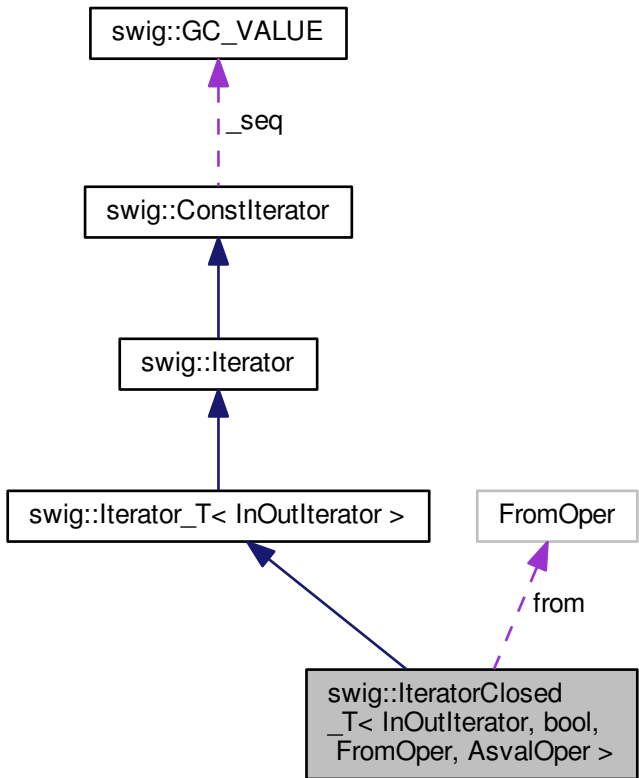 swig::GC_VALUE
_seq
swig::ConstIterator
swig::Iterator
swig::Iterator_T< InOutIterator >
FromOper
from
swig::IteratorClosed
_T< InOutIterator, bool,
FromOper, AsvalOper >